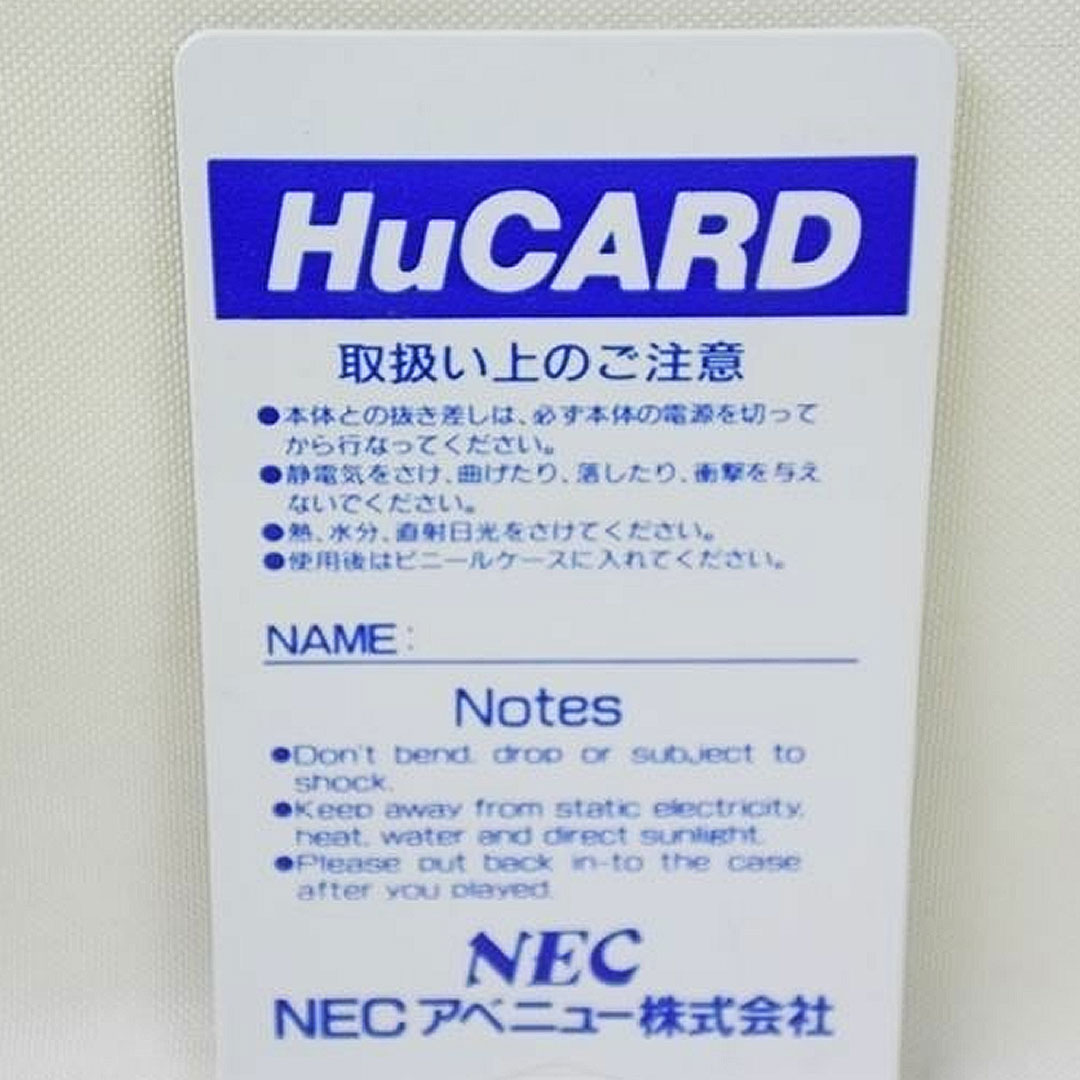 HuCARD
取扱い上のご注意
●本体との抜き差しは、必ず本体の電源を切って
から行なってください。
●静電気をさけ、曲げたり、落したり、衝撃を与え
ないでください。
●熱、水分、直射日光をさけてください。
●使用後はビニールケースに入れてください。
NAME:
Notes
●Don't bend, drop or subject to
shock.
●Keep away from static electricity,
heat, water and direct sunlight.
●Please put back in-to the case
after you played.
NEC
NECアベニュー株式会社